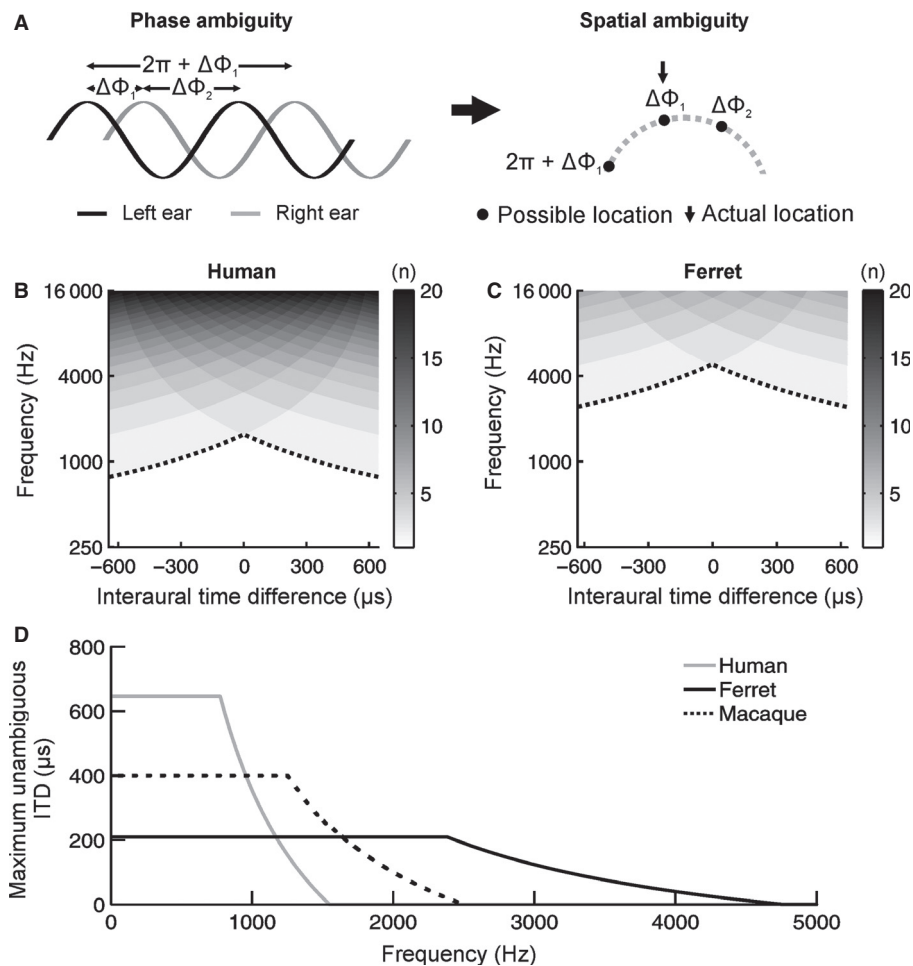 A
Phase ambiguity
Spatial ambiguity
2π + ΔΦ1
ΔΦ1
ΔΦ2
ΔΦ1
ΔΦ2
2π + ΔΦ1
Left ear
Right ear
Possible location
Actual location
B
Human
(n)
16 000
4000
1000
250
Frequency (Hz)
−600
−300
0
300
600
Interaural time difference (µs)
20
15
10
5
C
Ferret
(n)
16 000
4000
1000
250
Frequency (Hz)
−600
−300
0
300
600
Interaural time difference (µs)
20
15
10
5
D
Maximum unambiguous
ITD (µs)
800
600
400
200
0
Human
Ferret
Macaque
0
1000
2000
3000
4000
5000
Frequency (Hz)